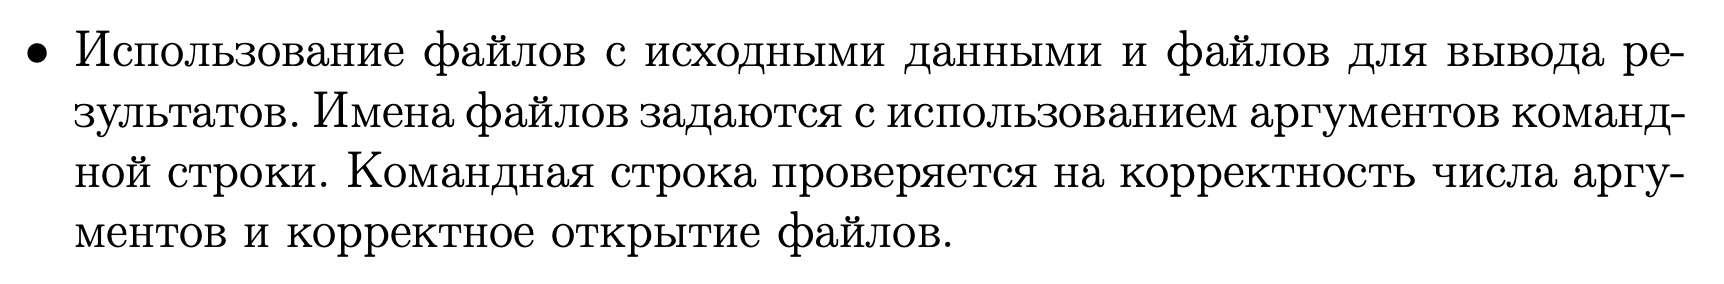 • Использование файлов с исходными данными и файлов для вывода ре-
зультатов. Имена файлов задаются с использованием аргументов команд-
ной строки. Командная строка проверяется на корректность числа аргу-
ментов и корректное открытие файлов.